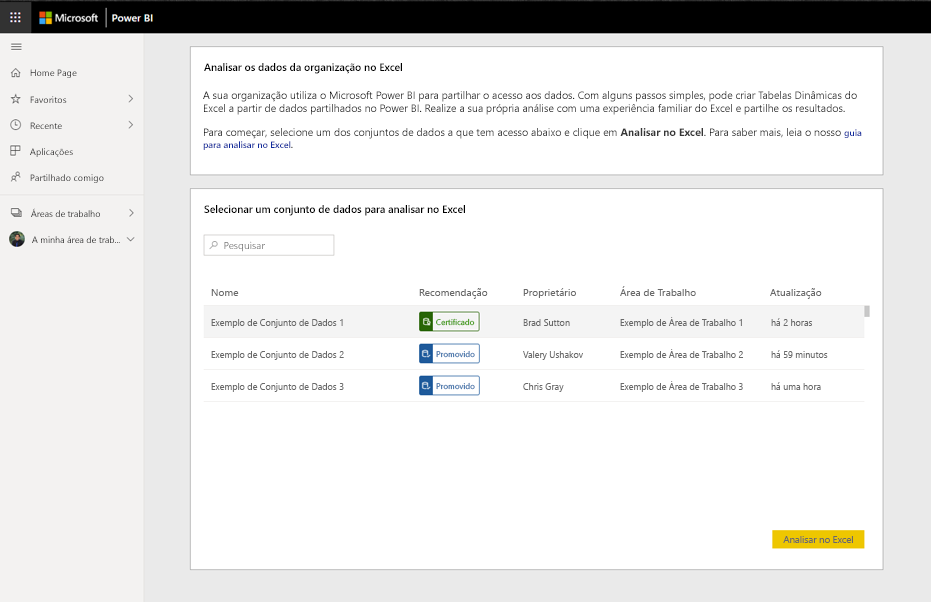 Microsoft Power BI
Home Page
Favoritos
Recente
Aplicações
Partilhado comigo
Áreas de trabalho
A minha área de trab...
Analisar os dados da organização no Excel
A sua organização utiliza o Microsoft Power BI para partilhar o acesso aos dados. Com alguns passos simples, pode criar Tabelas Dinâmicas do
Excel a partir de dados partilhados no Power BI. Realize a sua própria análise com uma experiência familiar do Excel e partilhe os resultados.
Para começar, selecione um dos conjuntos de dados a que tem acesso abaixo e clique em Analisar no Excel. Para saber mais, leia o nosso guia
para analisar no Excel.
Selecionar um conjunto de dados para analisar no Excel
Pesquisar
Nome Recomendação Proprietário Área de Trabalho Atualização
Exemplo de Conjunto de Dados 1 Certificado Brad Sutton Exemplo de Área de Trabalho 1 há 2 horas
Exemplo de Conjunto de Dados 2 Promovido Valery Ushakov Exemplo de Área de Trabalho 2 há 59 minutos
Exemplo de Conjunto de Dados 3 Promovido Chris Gray Exemplo de Área de Trabalho 3 há uma hora
Analisar no Excel